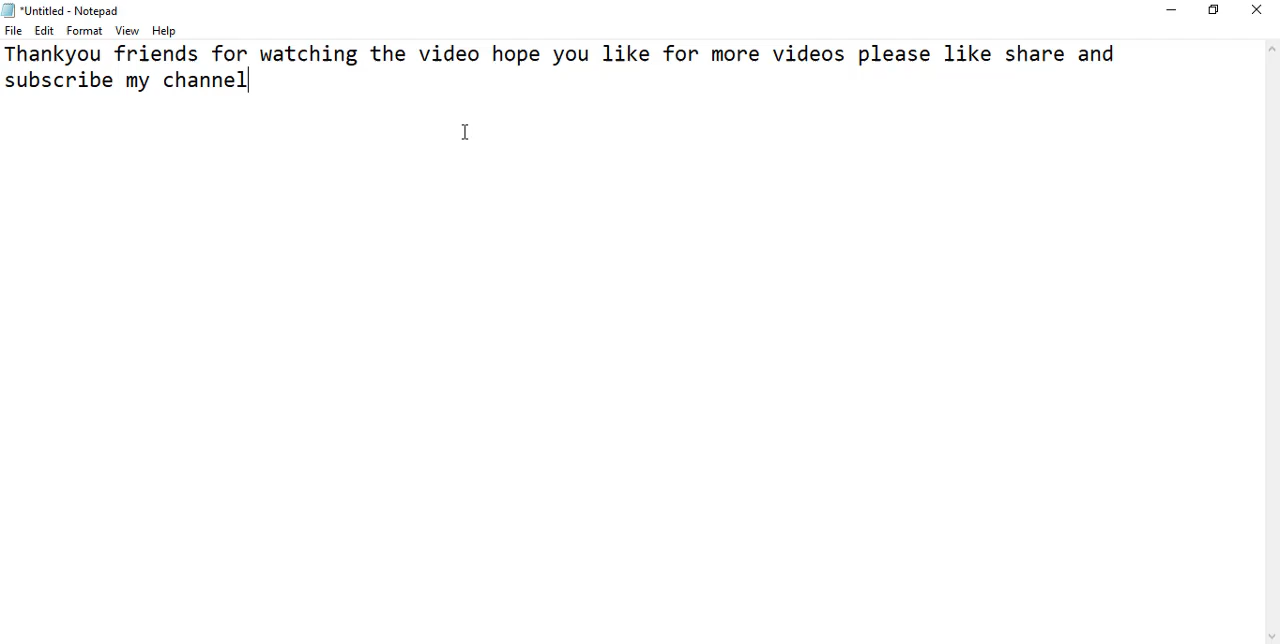 *Untitled - Notepad
File Edit Format View Help
Thankyou friends for watching the video hope you like for more videos please like share and
subscribe my channel